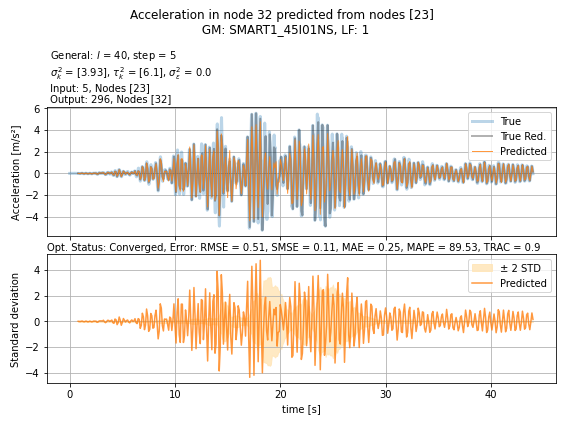 Acceleration in node 32 predicted from nodes [23]
GM: SMART1_45I01NS, LF: 1
General: l = 40, step = 5
σ²ₖ = [3.93], τ²ₖ = [6.1], σ²ε = 0.0
Input: 5, Nodes [23]
Output: 296, Nodes [32]
Acceleration [m/s²]
6
4
2
0
−2
−4
True
True Red.
Predicted
Opt. Status: Converged, Error: RMSE = 0.51, SMSE = 0.11, MAE = 0.25, MAPE = 89.53, TRAC = 0.9
Standard deviation
4
2
0
−2
−4
± 2 STD
Predicted
0
10
20
30
40
time [s]